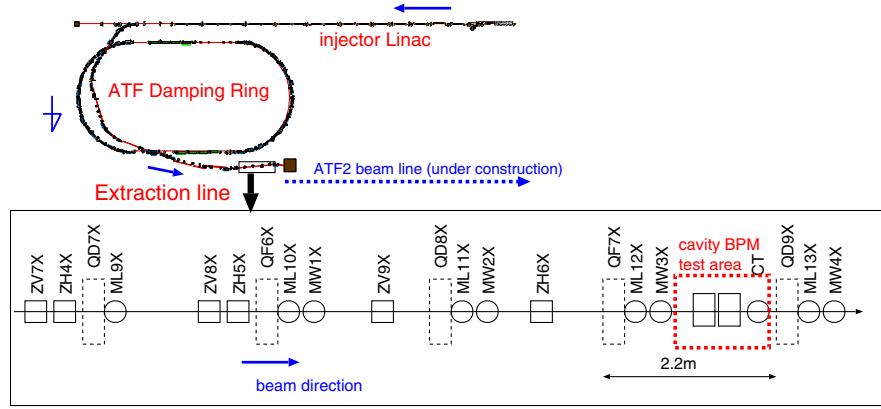 injector Linac
ATF Damping Ring
ATF2 beam line (under construction)
Extraction line
ZV7X
ZH4X
QD7X
ML9X
ZV8X
ZH5X
QF6X
ML10X
MW1X
ZV9X
QD8X
ML11X
MW2X
ZH6X
QF7X
ML12X
MW3X
cavity BPM
test area
CT
QD9X
ML13X
MW4X
2.2m
beam direction